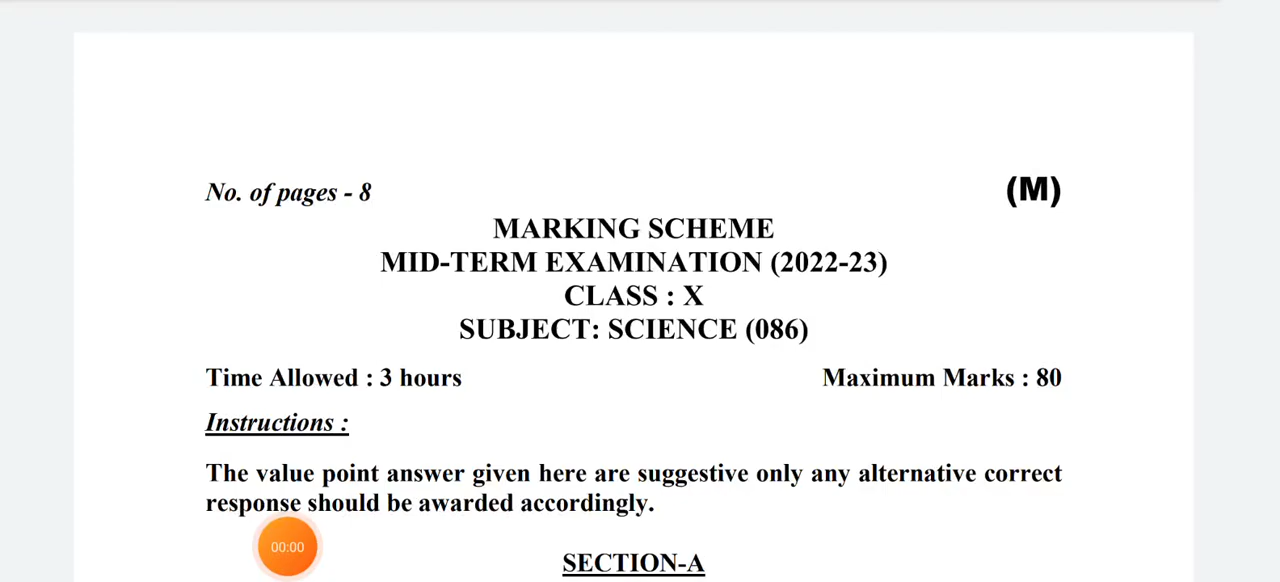 No. of pages - 8 (M)
MARKING SCHEME
MID-TERM EXAMINATION (2022-23)
CLASS : X
SUBJECT: SCIENCE (086)
Time Allowed : 3 hours Maximum Marks : 80
Instructions :
The value point answer given here are suggestive only any alternative correct
response should be awarded accordingly.
00:00
SECTION-A